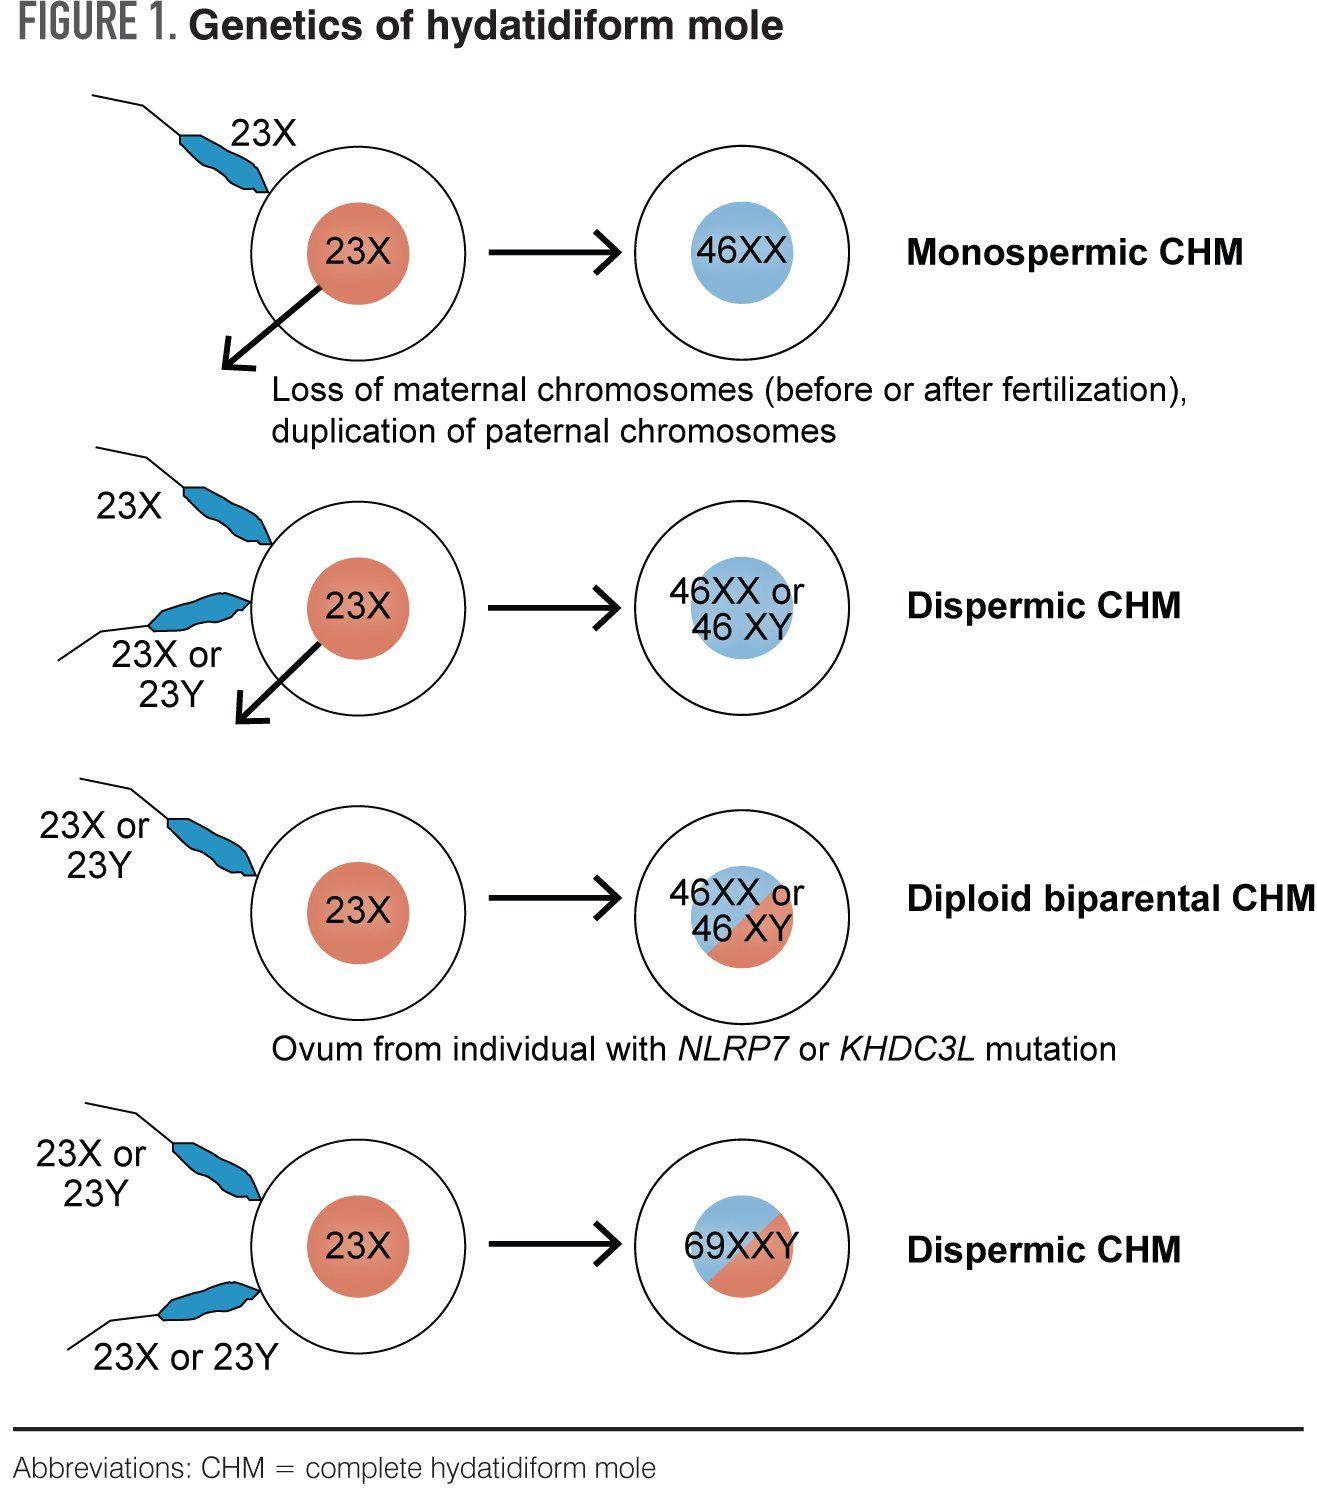 FIGURE 1. Genetics of hydatidiform mole
23X
23X
46XX
Monospermic CHM
Loss of maternal chromosomes (before or after fertilization),
duplication of paternal chromosomes
23X
23X or
23Y
23X
46XX or
46 XY
Dispermic CHM
23X or
23Y
23X
46XX or
46 XY
Diploid biparental CHM
Ovum from individual with NLRP7 or KHDC3L mutation
23X or
23Y
23X or 23Y
23X
69XXY
Dispermic CHM
Abbreviations: CHM = complete hydatidiform mole